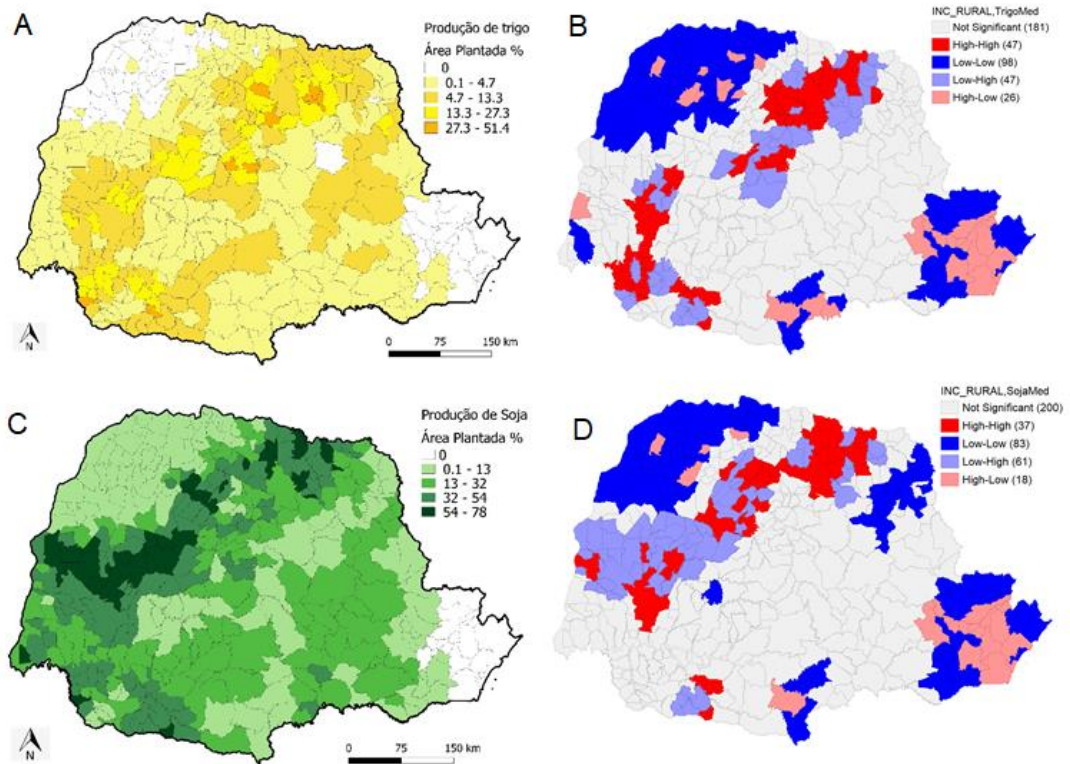 A
Produção de trigo
Área Plantada %
0
0.1 - 4.7
4.7 - 13.3
13.3 - 27.3
27.3 - 51.4
N
0 75 150 km
B
INC_RURAL,TrigoMed
Not Significant (181)
High-High (47)
Low-Low (98)
Low-High (47)
High-Low (26)
C
Produção de Soja
Área Plantada %
0
0.1 - 13
13 - 32
32 - 54
54 - 78
N
0 75 150 km
D
INC_RURAL,SojaMed
Not Significant (200)
High-High (37)
Low-Low (83)
Low-High (61)
High-Low (18)